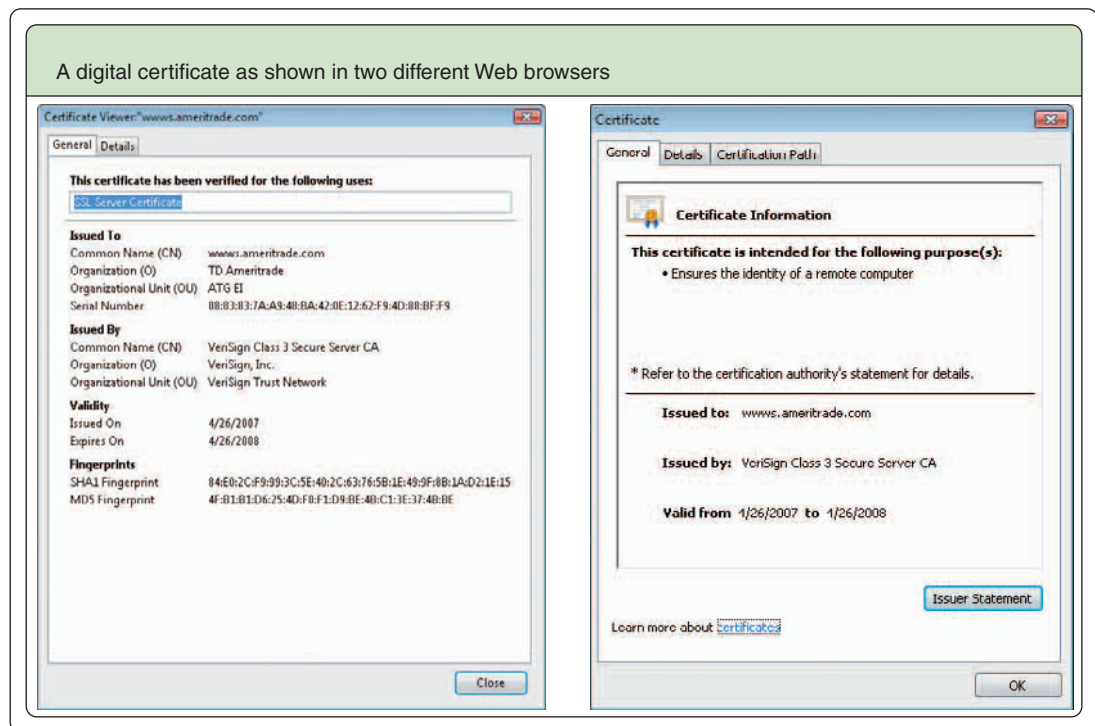 A digital certificate as shown in two different Web browsers
Certificate Viewer:"wwws.ameritrade.com"
General Details
This certificate has been verified for the following uses:
SSL Server Certificate
Issued To
Common Name (CN) wwws.ameritrade.com
Organization (O) TD Ameritrade
Organizational Unit (OU) ATG EI
Serial Number 08:83:83:7A:A9:48:BA:42:0E:12:62:F9:4D:88:BF:F9
Issued By
Common Name (CN) VeriSign Class 3 Secure Server CA
Organization (O) VeriSign, Inc.
Organizational Unit (OU) VeriSign Trust Network
Validity
Issued On 4/26/2007
Expires On 4/26/2008
Fingerprints
SHA1 Fingerprint 84:E0:2C:F9:99:3C:5E:40:2C:63:76:5B:1E:49:9F:8B:1A:D2:1E:15
MD5 Fingerprint 4F:B1:B1:D6:25:4D:F0:F1:D9:BE:4B:C1:3E:37:4B:BE
Close
Certificate
General Details Certification Path
Certificate Information
This certificate is intended for the following purpose(s):
• Ensures the identity of a remote computer
* Refer to the certification authority's statement for details.
Issued to: wwws.ameritrade.com
Issued by: VeriSign Class 3 Secure Server CA
Valid from 4/26/2007 to 4/26/2008
Issuer Statement
Learn more about certificates
OK